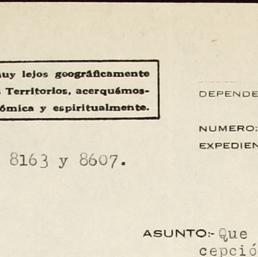 muy lejos geográficamente
s Territorios, acerquémos-
ómica y espiritualmente.
8163 y 8607.
DEPENDE
NUMERO:
EXPEDIEN
ASUNTO:- Que
cepció